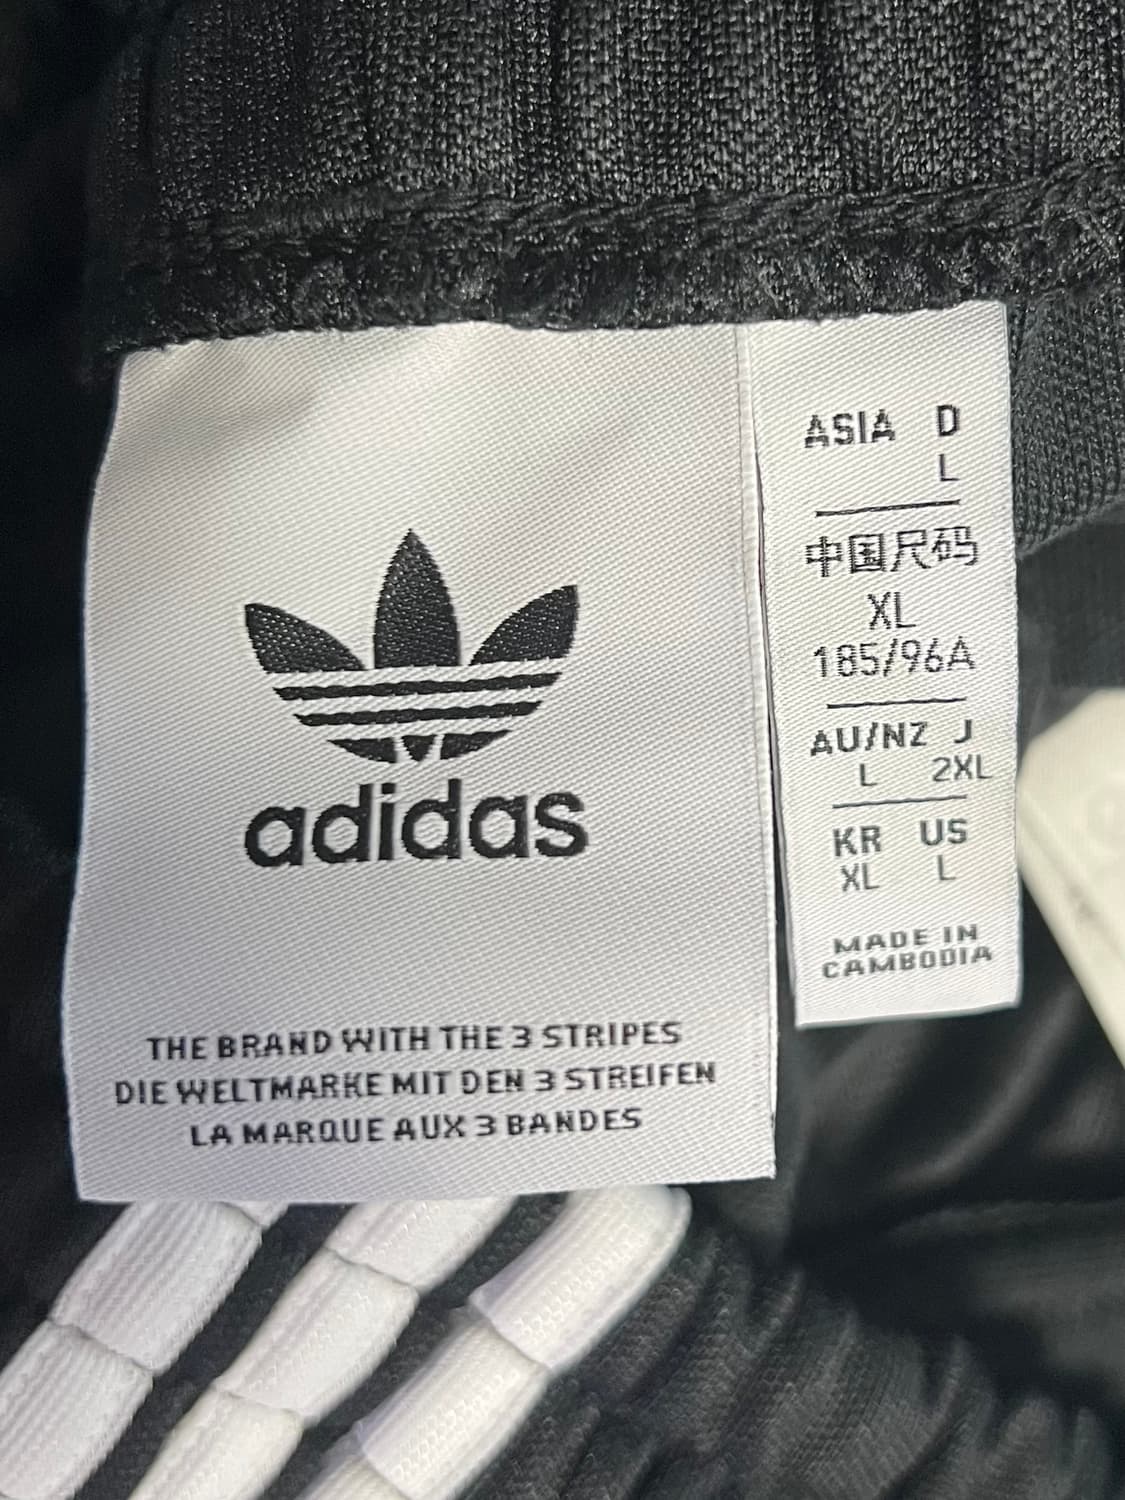 adidas
THE BRAND WITH THE 3 STRIPES
DIE WELTMARKE MIT DEN 3 STREIFEN
LA MARQUE AUX 3 BANDES
ASIA D
L
中国尺码
XL
185/96A
AU/NZ J
L 2XL
KR US
XL L
MADE IN
CAMBODIA